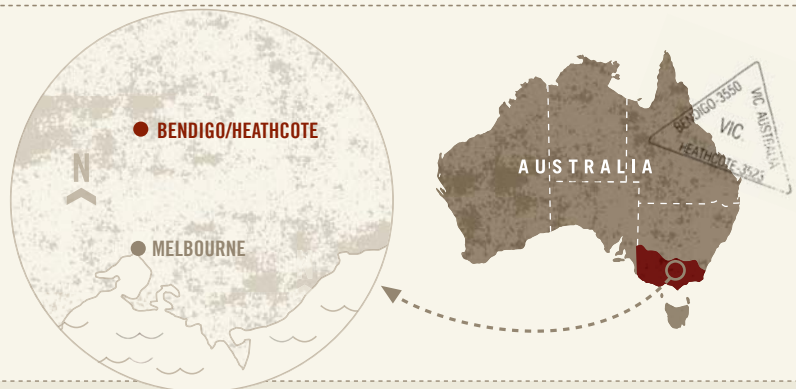 BENDIGO/HEATHCOTE
N
MELBOURNE
AUSTRALIA
BENDIGO-3550
VIC AUSTRALIA
VIC.
HEATHCOTE-3523